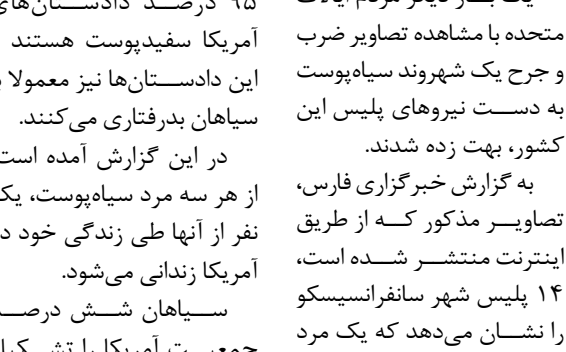 یک بار دیگر مردم ایالات
متحده با مشاهده تصاویر ضرب
و جرح یک شهروند سیاه‌پوست
به دست نیروهای پلیس این
کشور، بهت زده شدند.
به گزارش خبرگزاری فارس،
تصاویر مذکور که از طریق
اینترنت منتشر شده است،
۱۴ پلیس شهر سانفرانسیسکو
را نشان می‌دهد که یک مرد
۹۵ درصد دادستان‌های
آمریکا سفیدپوست هستند
این دادستان‌ها نیز معمولا
سیاهان بدرفتاری می‌کنند.
در این گزارش آمده است
از هر سه مرد سیاه‌پوست، یک
نفر از آنها طی زندگی خود
آمریکا زندانی می‌شود.
سیاهان شش
آمریکا را